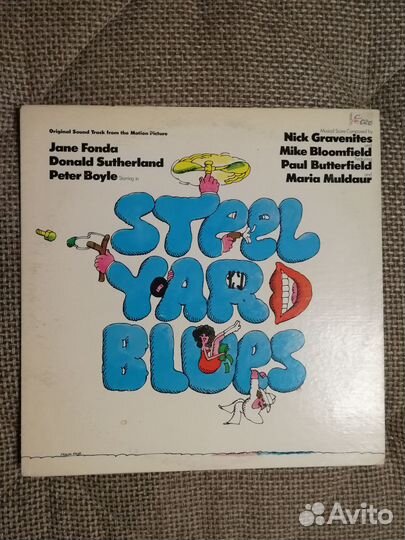 Original Sound Track from the Motion Picture
Jane Fonda
Donald Sutherland
Peter Boyle Starring in
Musical Score Composed by
Nick Gravenites
Mike Bloomfield
Paul Butterfield
and
Maria Muldaur
STEEL
YARD
BLUES
Avito